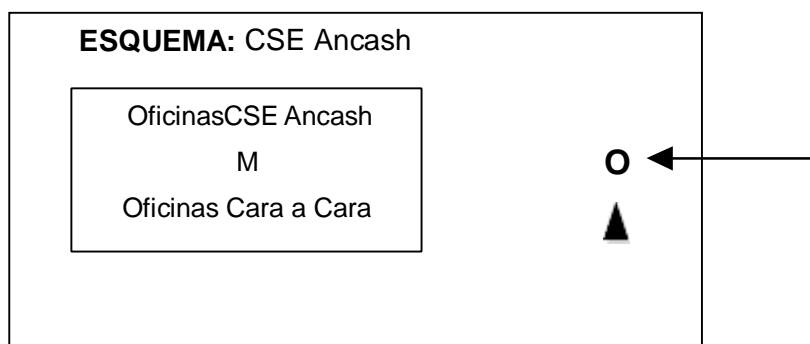 ESQUEMA: CSE Ancash
OficinasCSE Ancash
M
O
Oficinas Cara a Cara